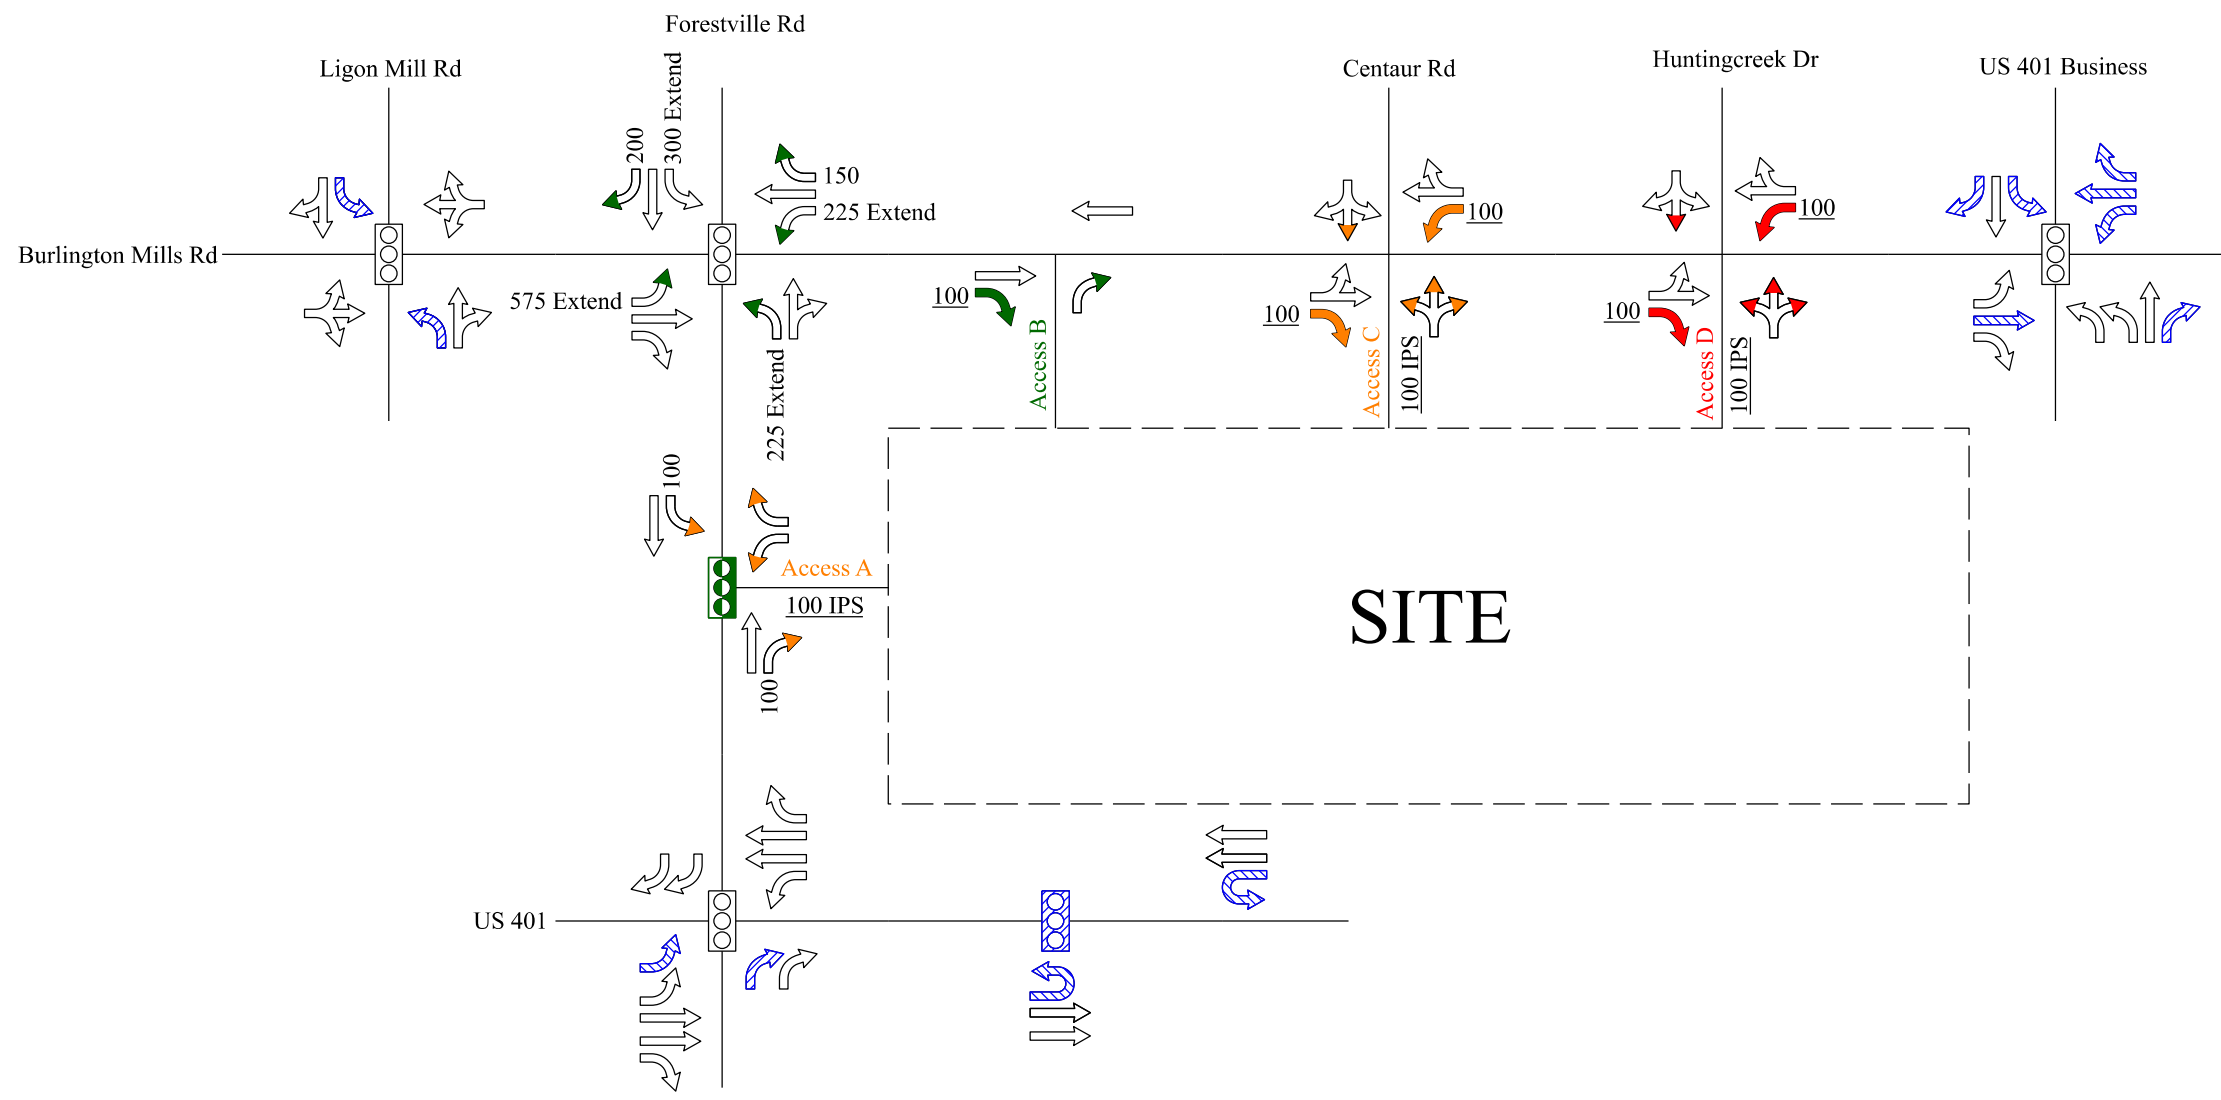 Forestville Rd
Ligon Mill Rd
Centaur Rd
Huntingcreek Dr
US 401 Business
200
300 Extend
150
225 Extend
100
100
Burlington Mills Rd
575 Extend
100
100
100
225 Extend
Access B
Access C
100 IPS
Access D
100 IPS
100
Access A
100 IPS
SITE
100
US 401